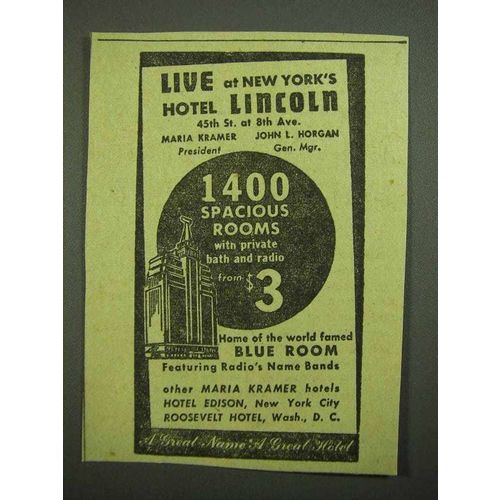 LIVE at NEW YORK'S
HOTEL LINCOLN
45th St. at 8th Ave.
MARIA KRAMER JOHN L. HORGAN
President Gen. Mgr.
1400
SPACIOUS
ROOMS
with private
bath and radio
from $3
Home of the world famed
BLUE ROOM
Featuring Radio's Name Bands
other MARIA KRAMER hotels
HOTEL EDISON, New York City
ROOSEVELT HOTEL, Wash., D. C.
A Great Name A Great Hotel